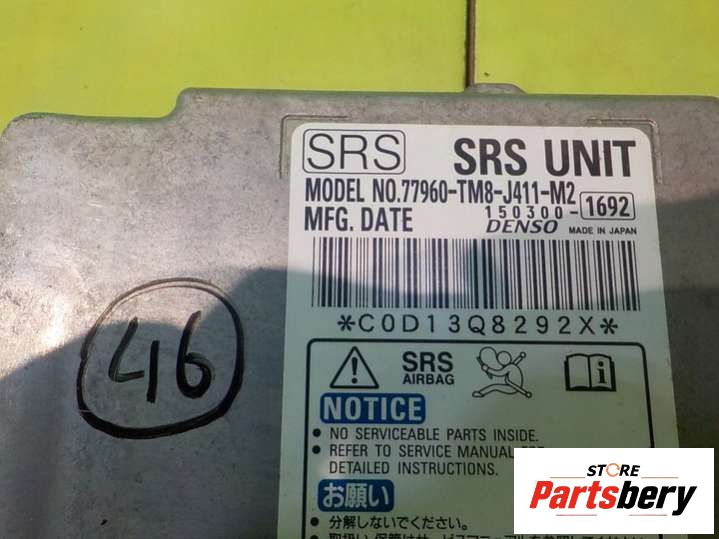 SRS SRS UNIT
MODEL NO.77960-TM8-J411-M2
MFG. DATE 150300-1692
DENSO MADE IN JAPAN
*C0D13Q8292X*
SRS
AIRBAG
NOTICE
• NO SERVICEABLE PARTS INSIDE.
• REFER TO SERVICE MANUAL FOR
DETAILED INSTRUCTIONS.
お願い
• 分解しないでください。
46
STORE
Partsbery